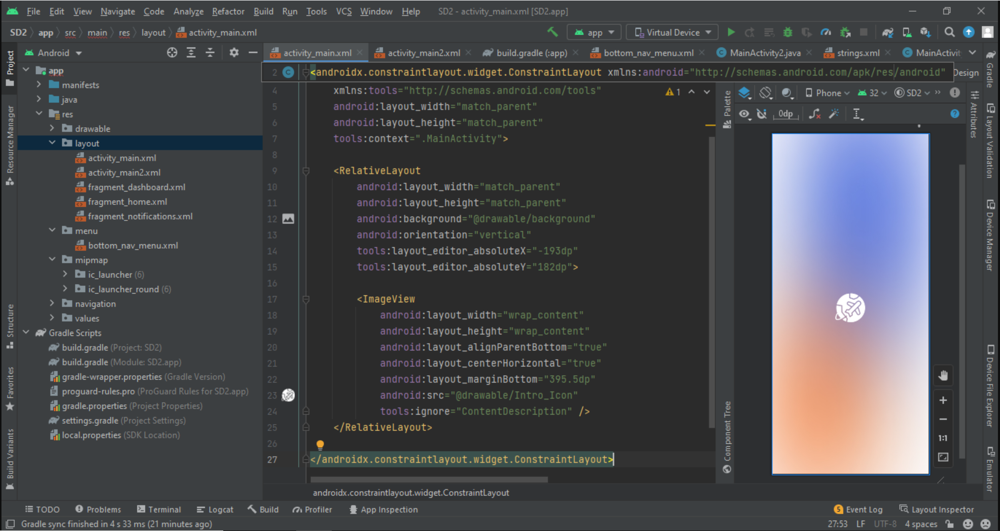 File Edit View Navigate Code Analyze Refactor Build Run Tools VCS Window Help SD2 - activity_main.xml [SD2.app]
SD2 app src main res layout activity_main.xml app Virtual Device
Project
Resource Manager
Structure
Favorites
Build Variants
Android
app
manifests
java
res
drawable
layout
activity_main.xml
activity_main2.xml
fragment_dashboard.xml
fragment_home.xml
fragment_notifications.xml
menu
bottom_nav_menu.xml
mipmap
ic_launcher (6)
ic_launcher_round (6)
navigation
values
Gradle Scripts
build.gradle (Project: SD2)
build.gradle (Module: SD2.app)
gradle-wrapper.properties (Gradle Version)
proguard-rules.pro (ProGuard Rules for SD2.app)
gradle.properties (Project Properties)
settings.gradle (Project Settings)
local.properties (SDK Location)
activity_main.xml activity_main2.xml build.gradle (:app) bottom_nav_menu.xml MainActivity2.java strings.xml MainActivit
2 C <androidx.constraintlayout.widget.ConstraintLayout xmlns:android="http://schemas.android.com/apk/res/android" Design
4 xmlns:tools="http://schemas.android.com/tools" 1
5 android:layout_width="match_parent"
6 android:layout_height="match_parent"
7 tools:context=".MainActivity">
8
9 <RelativeLayout
10 android:layout_width="match_parent"
11 android:layout_height="match_parent"
12 android:background="@drawable/background"
13 android:orientation="vertical"
14 tools:layout_editor_absoluteX="-193dp"
15 tools:layout_editor_absoluteY="182dp">
16
17 <ImageView
18 android:layout_width="wrap_content"
19 android:layout_height="wrap_content"
20 android:layout_alignParentBottom="true"
21 android:layout_centerHorizontal="true"
22 android:layout_marginBottom="395.5dp"
23 android:src="@drawable/Intro_Icon"
24 tools:ignore="ContentDescription" />
25 </RelativeLayout>
26
27 </androidx.constraintlayout.widget.ConstraintLayout>
androidx.constraintlayout.widget.ConstraintLayout
Palette
Component Tree
Phone 32 SD2
0dp
1:1
Attributes
Gradle
Layout Validation
Device Manager
Device File Explorer
Emulator
TODO Problems Terminal Logcat Build Profiler App Inspection 5 Event Log Layout Inspector
Gradle sync finished in 4 s 33 ms (21 minutes ago) 27:53 LF UTF-8 4 spaces